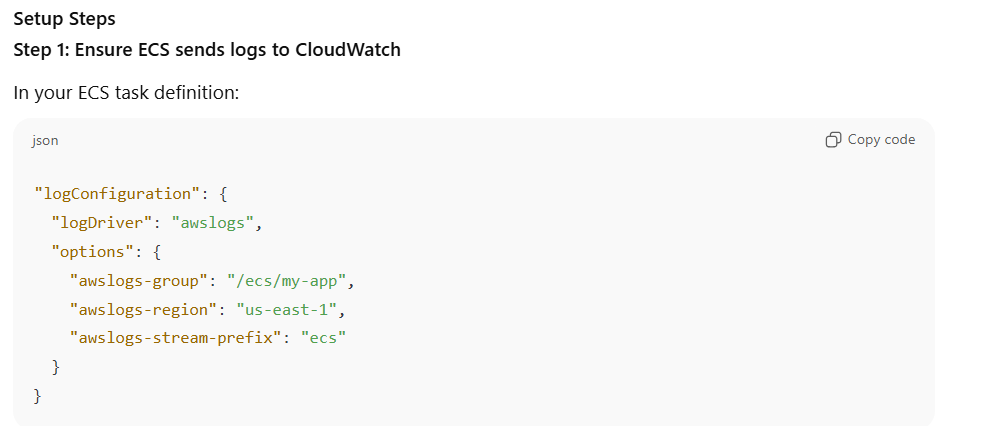 Setup Steps
Step 1: Ensure ECS sends logs to CloudWatch
In your ECS task definition:
json
Copy code
"logConfiguration": {
  "logDriver": "awslogs",
  "options": {
    "awslogs-group": "/ecs/my-app",
    "awslogs-region": "us-east-1",
    "awslogs-stream-prefix": "ecs"
  }
}